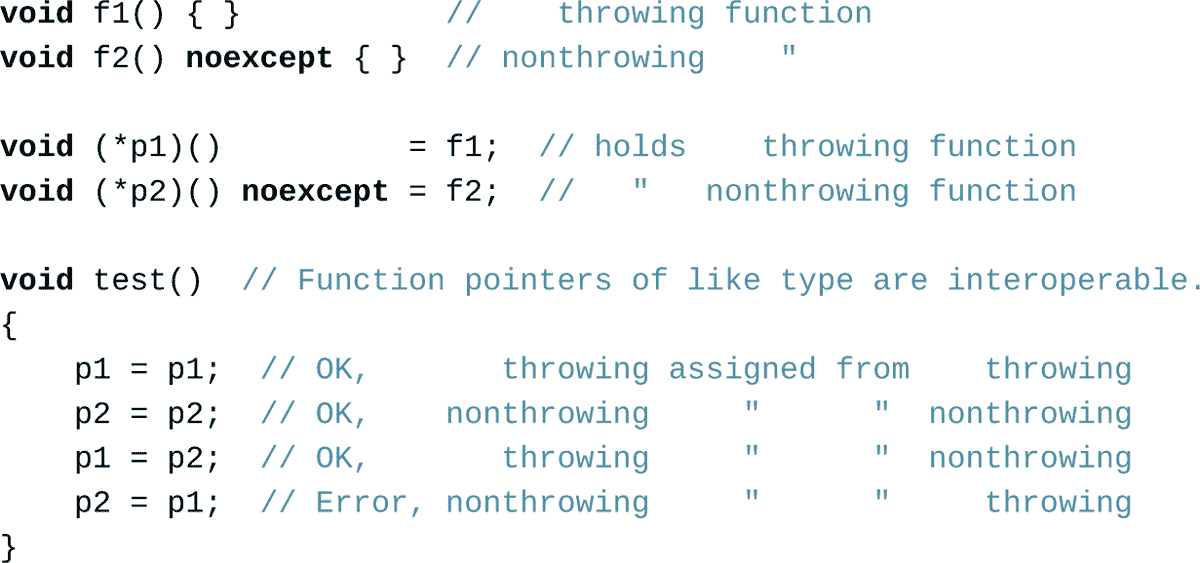 void f1() { }           //    throwing function
void f2() noexcept { }  // nonthrowing    "
void (*p1)()          = f1;  // holds    throwing function
void (*p2)() noexcept = f2;  //   "   nonthrowing function
void test()  // Function pointers of like type are interoperable.
{
    p1 = p1;  // OK,       throwing assigned from    throwing
    p2 = p2;  // OK,    nonthrowing     "      "  nonthrowing
    p1 = p2;  // OK,       throwing     "      "  nonthrowing
    p2 = p1;  // Error, nonthrowing     "      "     throwing
}